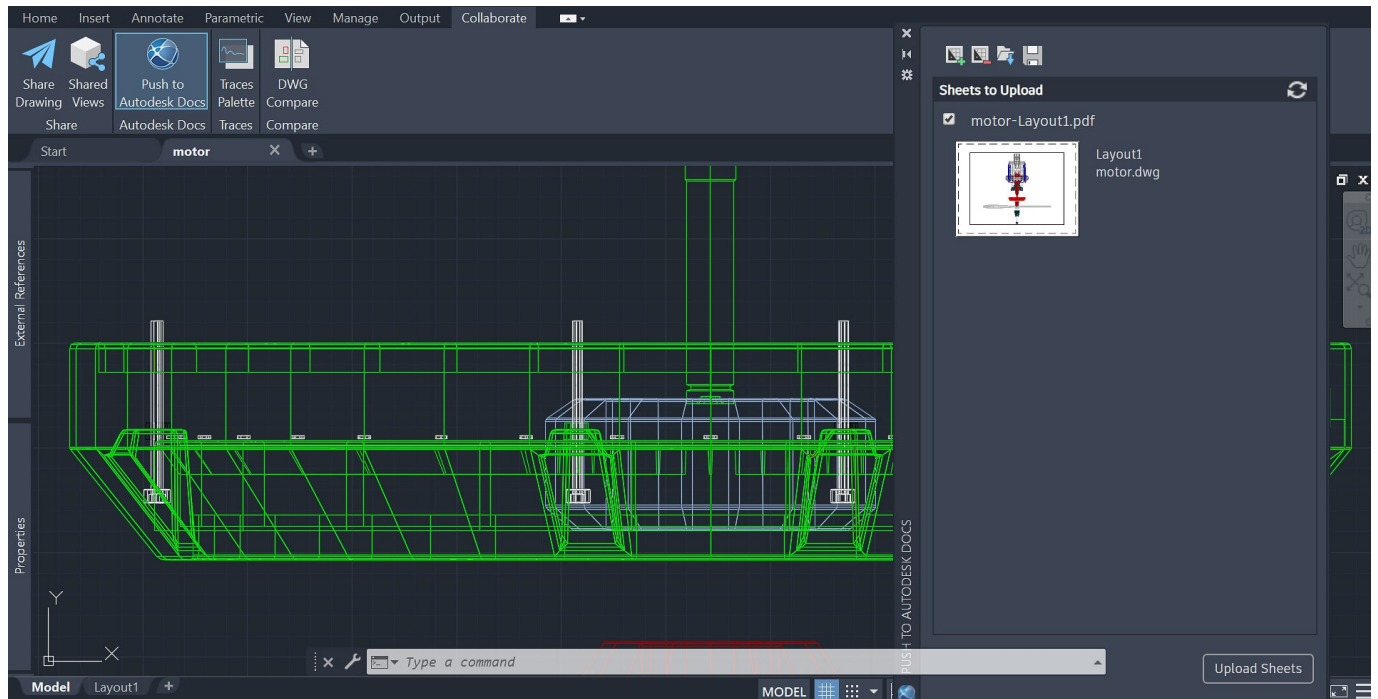 Home Insert Annotate Parametric View Manage Output Collaborate
Share Drawing
Shared Views
Push to Autodesk Docs
Traces Palette
DWG Compare
Share Autodesk Docs Traces Compare
Start motor
External References
Properties
Y
X
Type a command
Model Layout1
MODEL
PUSH TO AUTODESK DOCS
Sheets to Upload
motor-Layout1.pdf
Layout1
motor.dwg
Upload Sheets
2D